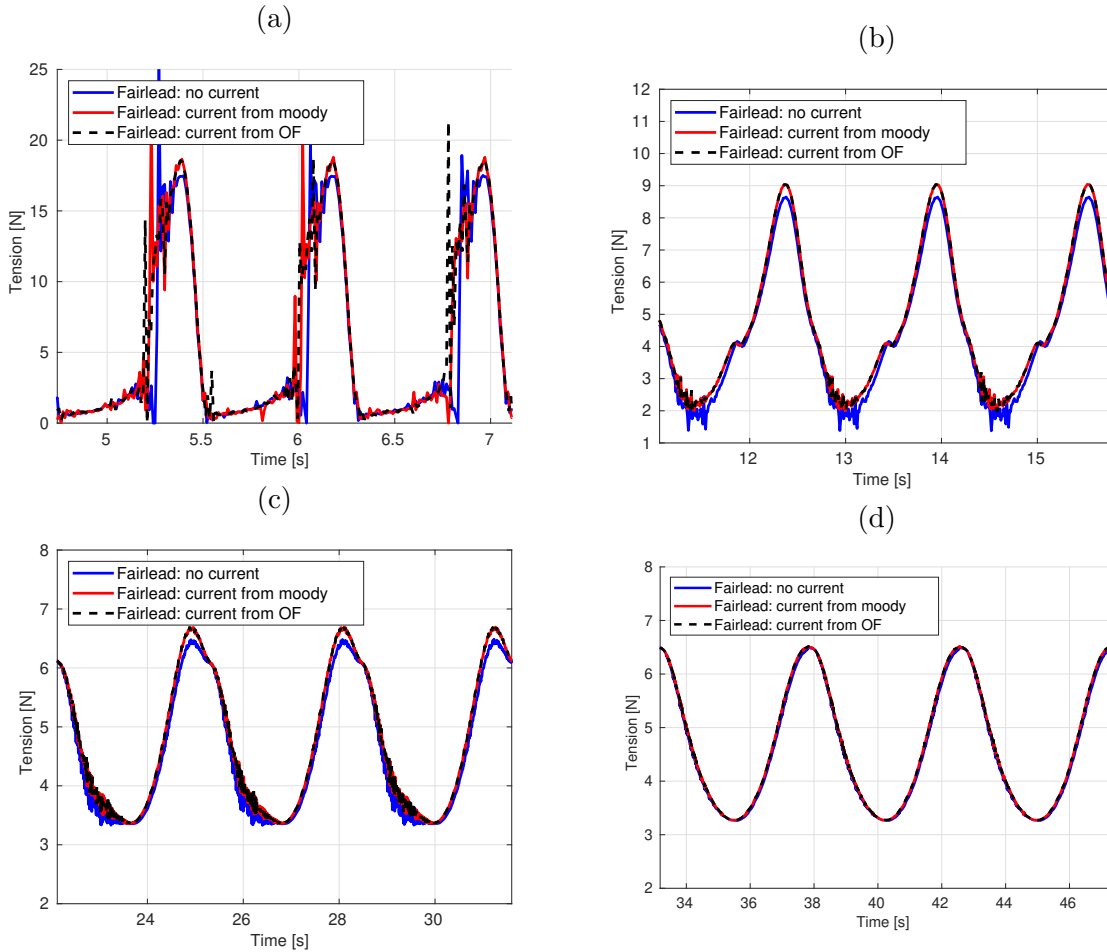 (a)
25
20
15
10
5
0
Tension [N]
Fairlead: no current
Fairlead: current from moody
Fairlead: current from OF
5
5.5
6
6.5
7
Time [s]
(b)
12
11
10
9
8
7
6
5
4
3
2
1
Tension [N]
Fairlead: no current
Fairlead: current from moody
Fairlead: current from OF
12
13
14
15
Time [s]
(c)
8
7
6
5
4
3
2
Tension [N]
Fairlead: no current
Fairlead: current from moody
Fairlead: current from OF
24
26
28
30
Time [s]
(d)
8
7
6
5
4
3
2
Tension [N]
Fairlead: no current
Fairlead: current from moody
Fairlead: current from OF
34
36
38
40
42
44
46
Time [s]